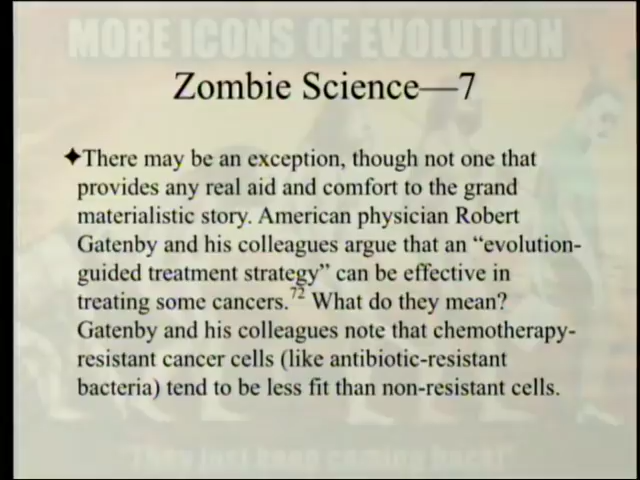 MORE ICONS OF EVOLUTION
Zombie Science—7
✦There may be an exception, though not one that
provides any real aid and comfort to the grand
materialistic story. American physician Robert
Gatenby and his colleagues argue that an “evolution-
guided treatment strategy” can be effective in
treating some cancers.72 What do they mean?
Gatenby and his colleagues note that chemotherapy-
resistant cancer cells (like antibiotic-resistant
bacteria) tend to be less fit than non-resistant cells.
"They just keep coming back!"